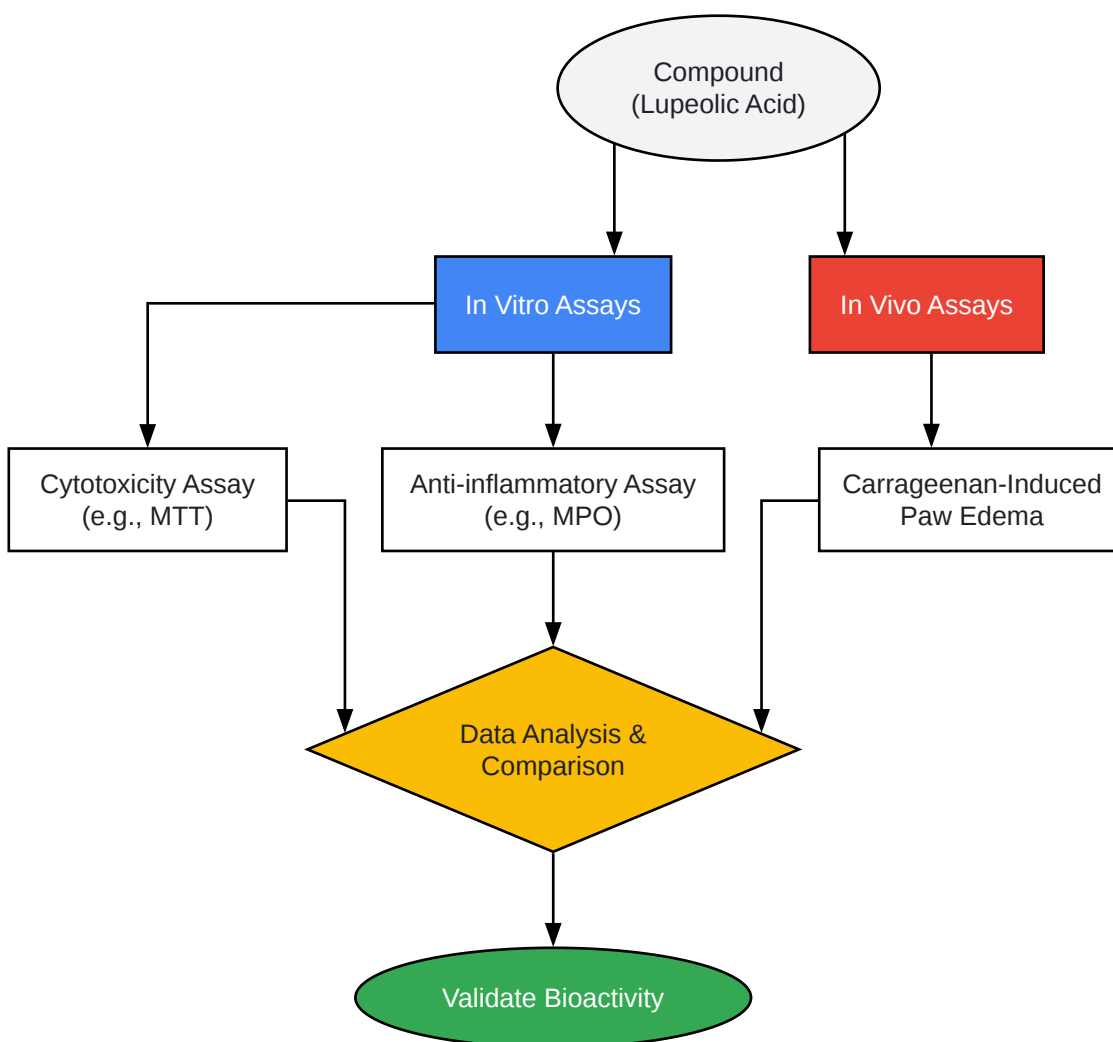 Compound
(Lupeolic Acid)
In Vitro Assays
In Vivo Assays
Cytotoxicity Assay
(e.g., MTT)
Anti-inflammatory Assay
(e.g., MPO)
Carrageenan-Induced
Paw Edema
Data Analysis &
Comparison
Validate Bioactivity